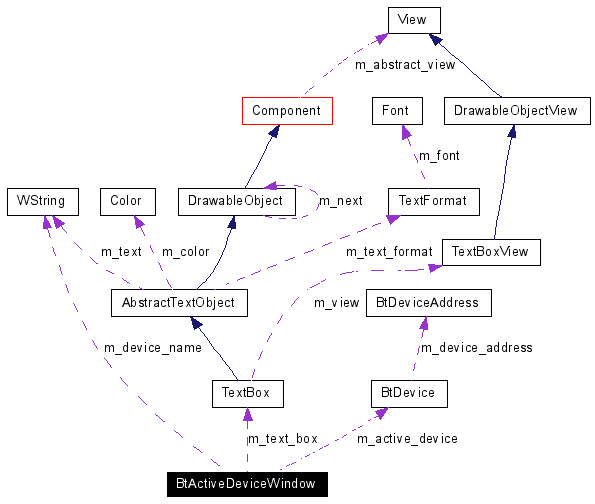 View
m_abstract_view
Component
Font
DrawableObjectView
m_font
WString
Color
DrawableObject
m_next
TextFormat
m_text
m_color
m_text_format
TextBoxView
AbstractTextObject
m_view
BtDeviceAddress
m_device_name
m_device_address
TextBox
BtDevice
m_text_box
m_active_device
BtActiveDeviceWindow